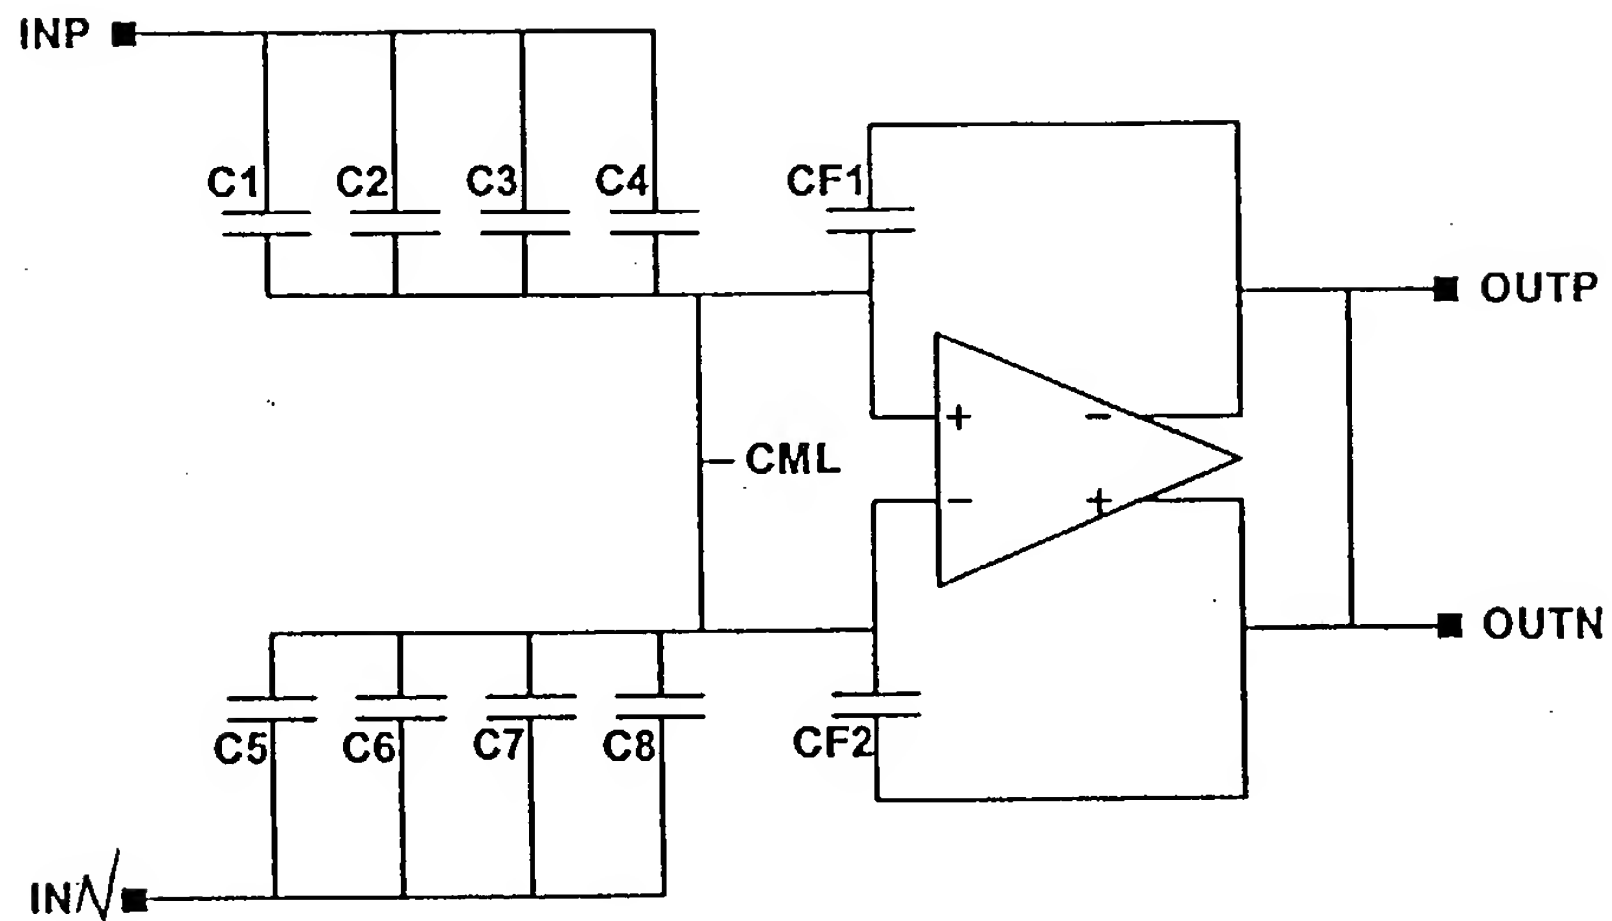 INP
C1 C2 C3 C4 CF1
OUTP
+ −
CML
− +
OUTN
C5 C6 C7 C8 CF2
INN